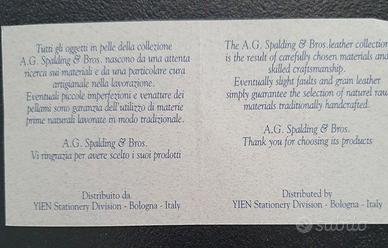 Tutti gli oggetti in pelle della collezione
A.G. Spalding & Bros. nascono da una attenta
ricerca sui materiali e da una particolare cura
artigianale nella lavorazione.
Eventuali piccole imperfezioni e venature dei
pellami sono garanzia dell'utilizzo di materie
prime naturali lavorate in modo tradizionale.
A.G. Spalding & Bros.
Vi ringrazia per avere scelto i suoi prodotti
Distribuito da
YIEN Stationery Division - Bologna - Italy
The A.G. Spalding & Bros. leather collection
is the result of carefully chosen materials and
skilled craftsmanship.
Eventually slight faults and grain leather
simply guarantee the selection of naturel raw
materials traditionally handcrafted.
A.G. Spalding & Bros.
Thank you for choosing its products
Distributed by
YIEN Stationery Division - Bologna - Italy
subito